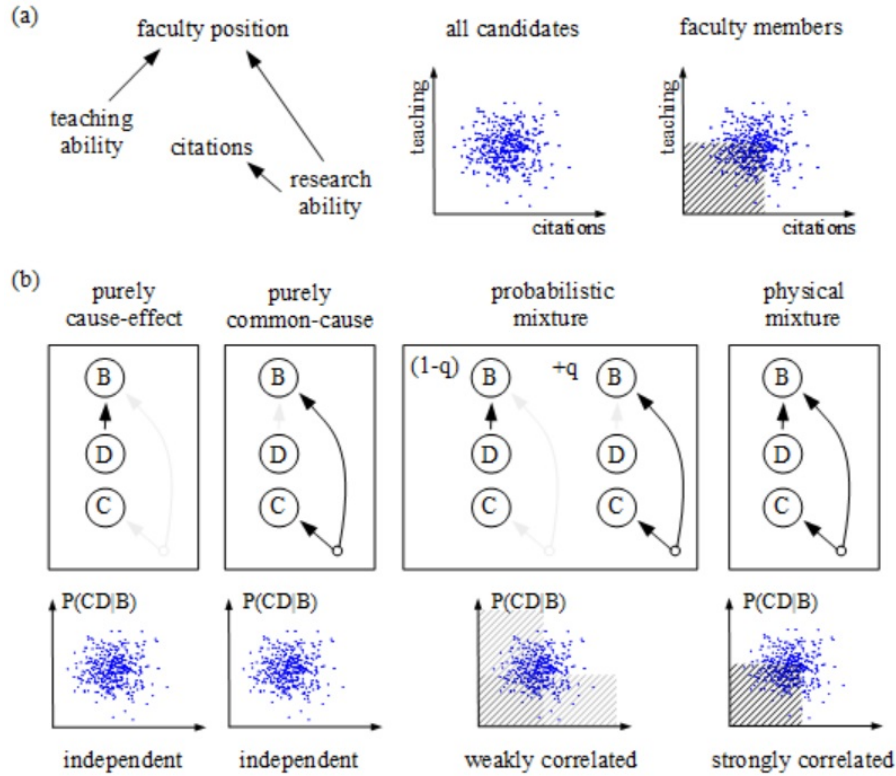 (a)
faculty position
teaching
ability
citations
research
ability
all candidates
teaching
citations
faculty members
teaching
citations
(b)
purely
cause-effect
purely
common-cause
probabilistic
mixture
physical
mixture
B
D
C
B
D
C
(1-q)
B
D
C
+q
B
D
C
B
D
C
P(CD|B)
independent
P(CD|B)
independent
P(CD|B)
weakly correlated
P(CD|B)
strongly correlated